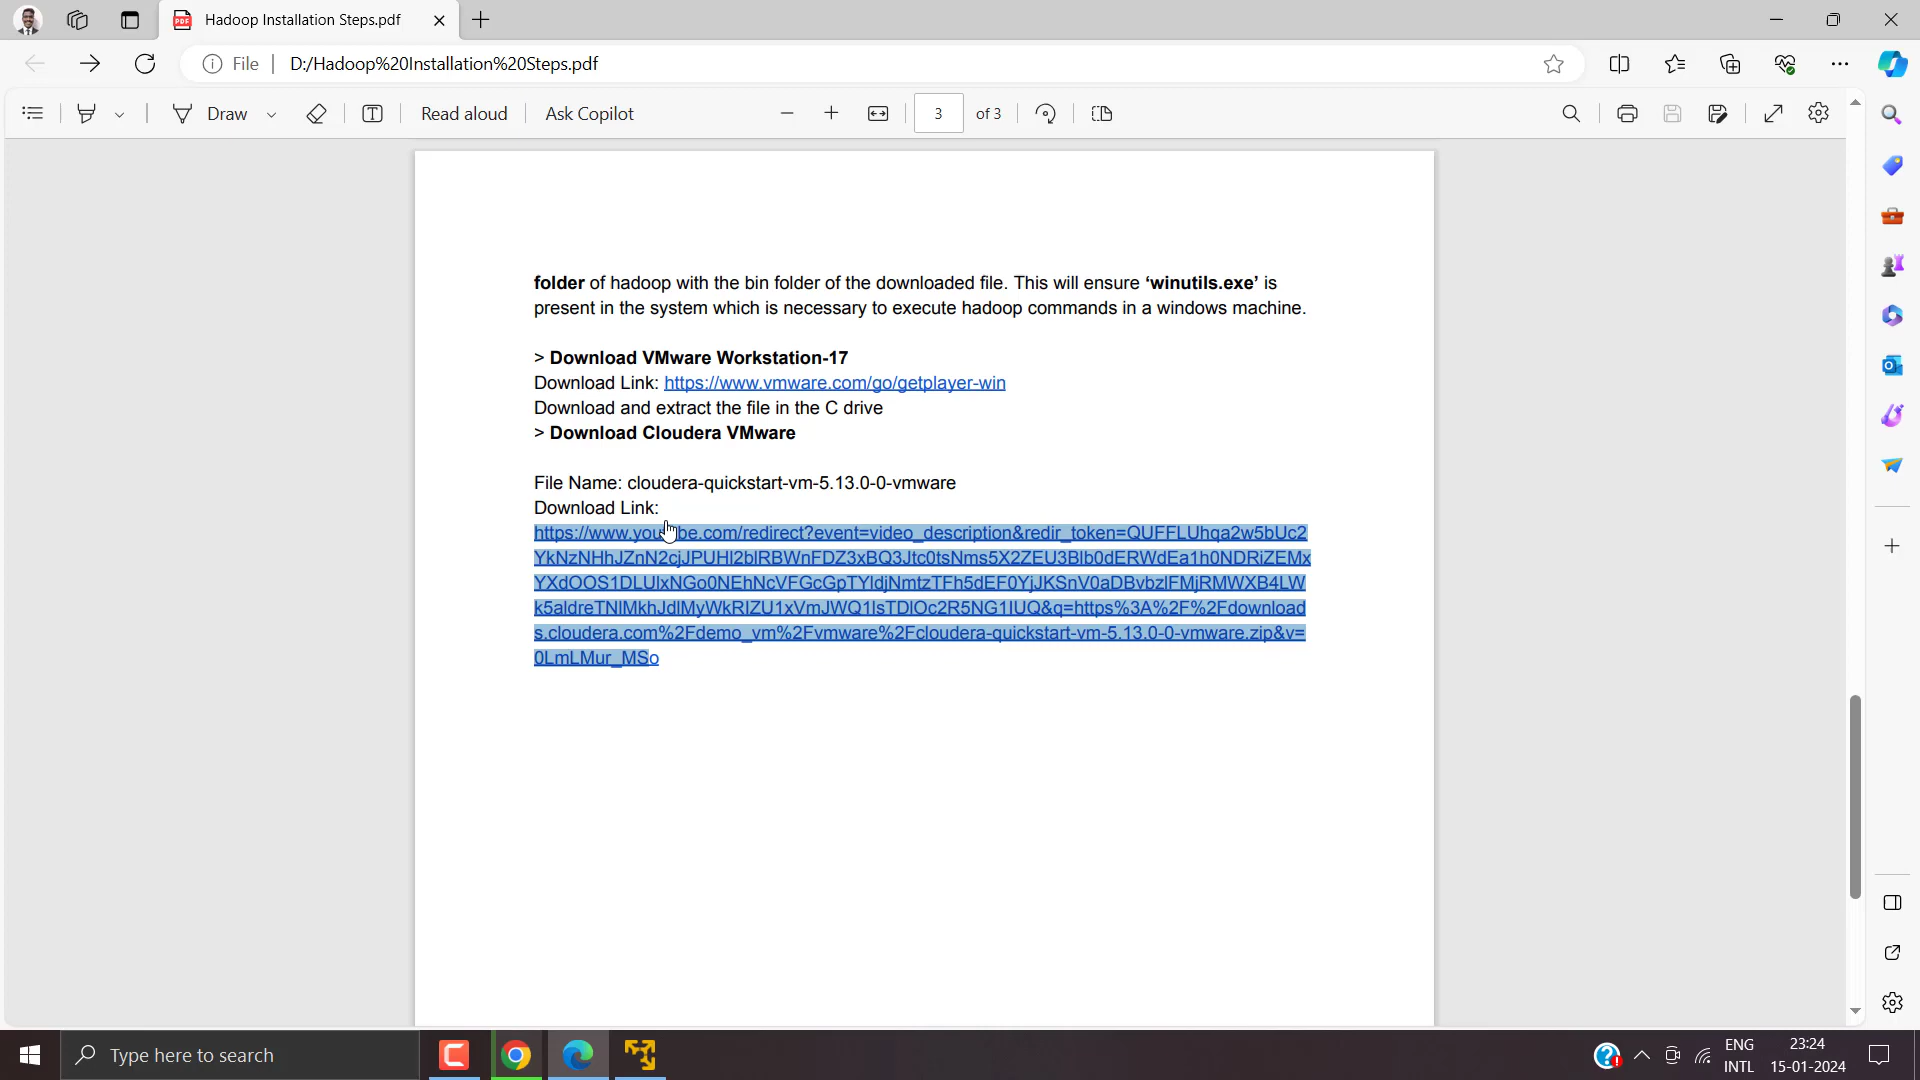 Hadoop Installation Steps.pdf
File
D:/Hadoop%20Installation%20Steps.pdf
Draw
Read aloud
Ask Copilot
3 of 3
folder of hadoop with the bin folder of the downloaded file. This will ensure ‘winutils.exe’ is
present in the system which is necessary to execute hadoop commands in a windows machine.
> Download VMware Workstation-17
Download Link: https://www.vmware.com/go/getplayer-win
Download and extract the file in the C drive
> Download Cloudera VMware
File Name: cloudera-quickstart-vm-5.13.0-0-vmware
Download Link:
https://www.youtube.com/redirect?event=video_description&redir_token=QUFFLUhqa2w5bUc2
YkNzNHhJZnN2cjJPUHI2blRBWnFDZ3xBQ3Jtc0tsNms5X2ZEU3Blb0dERWdEa1h0NDRiZEMx
YXdOOS1DLUlxNGo0NEhNcVFGcGpTYldjNmtzTFh5dEF0YjJKSnV0aDBvbzlFMjRMWXB4LW
k5aldreTNlMkhJdlMyWkRIZU1xVmJWQ1lsTDlOc2R5NG1IUQ&q=https%3A%2F%2Fdownload
s.cloudera.com%2Fdemo_vm%2Fvmware%2Fcloudera-quickstart-vm-5.13.0-0-vmware.zip&v=
0LmLMur_MSo
Type here to search
ENG
INTL
23:24
15-01-2024